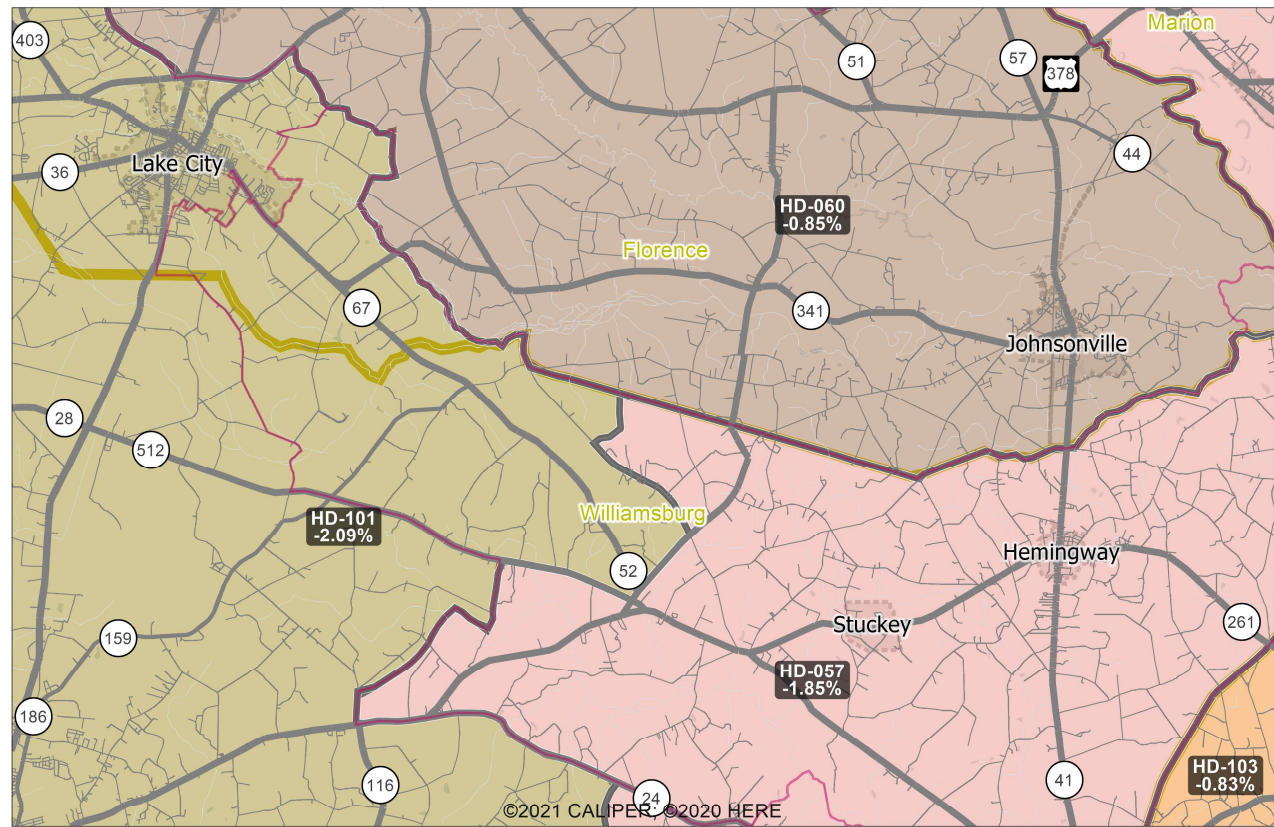 Marion
403
51
57
378
44
Lake City
36
HD-060
-0.85%
Florence
67
341
Johnsonville
28
512
HD-101
-2.09%
Williamsburg
Hemingway
52
261
159
Stuckey
HD-057
-1.85%
186
116
24
41
HD-103
-0.83%
©2021 CALIPER; ©2020 HERE